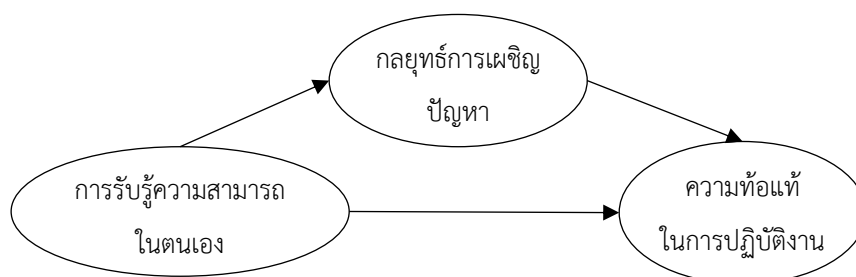 กลยุทธ์การเผชิญ
ปัญหา
การรับรู้ความสามารถ
ในตนเอง
ความท้อแท้
ในการปฏิบัติงาน